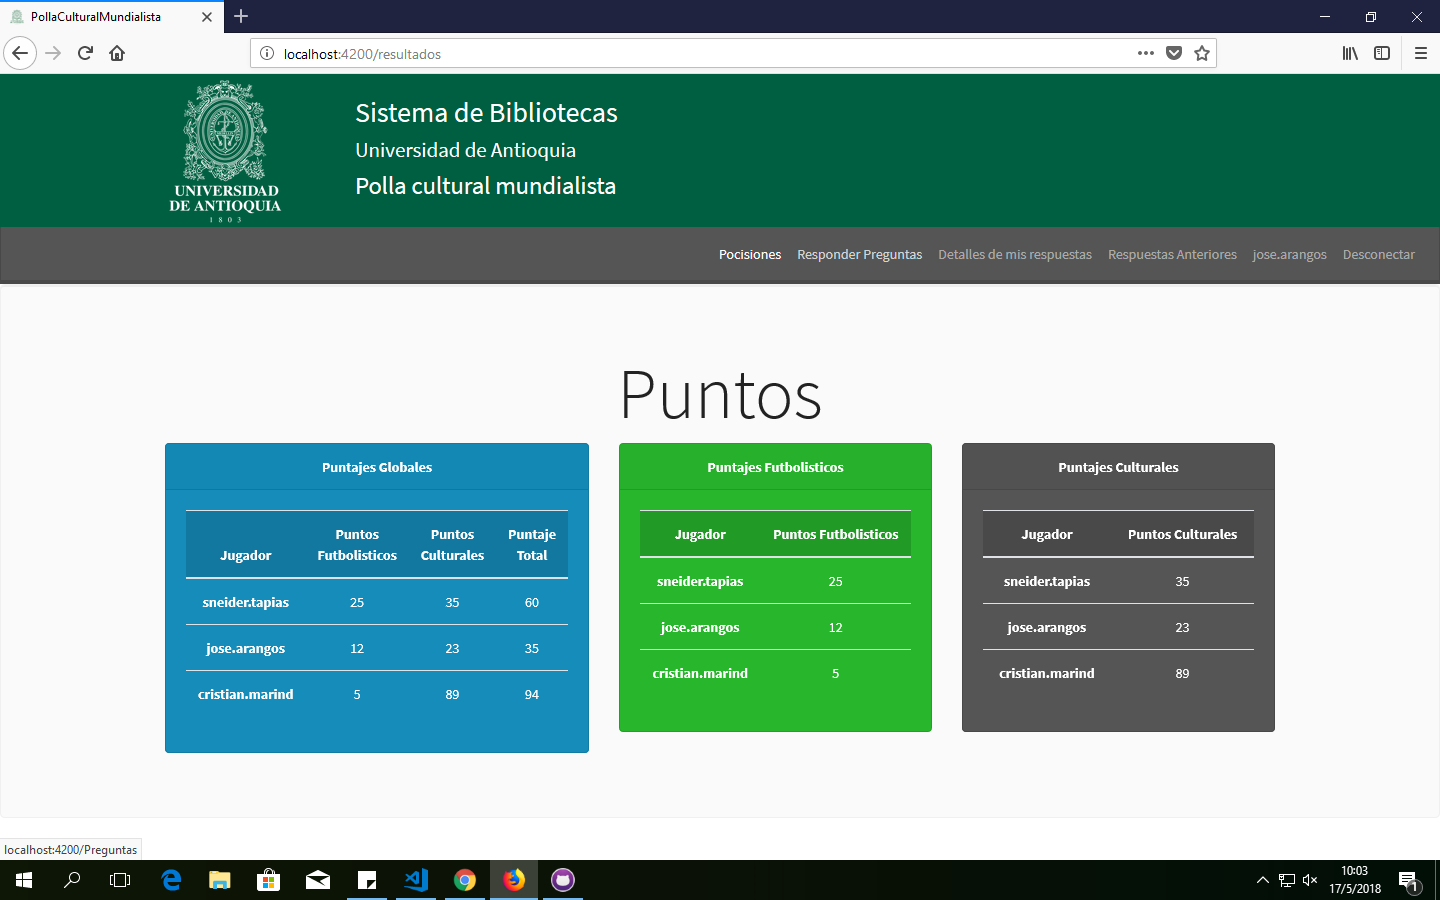 PollaCulturalMundialista
localhost:4200/resultados
UNIVERSIDAD
DE ANTIOQUIA
1803
Sistema de Bibliotecas
Universidad de Antioquia
Polla cultural mundialista
Pocisiones Responder Preguntas Detalles de mis respuestas Respuestas Anteriores jose.arangos Desconectar
Puntos
Puntajes Globales
Jugador Puntos Futbolisticos Puntos Culturales Puntaje Total
sneider.tapias 25 35 60
jose.arangos 12 23 35
cristian.marind 5 89 94
Puntajes Futbolisticos
Jugador Puntos Futbolisticos
sneider.tapias 25
jose.arangos 12
cristian.marind 5
Puntajes Culturales
Jugador Puntos Culturales
sneider.tapias 35
jose.arangos 23
cristian.marind 89
localhost:4200/Preguntas
10:03
17/5/2018
1